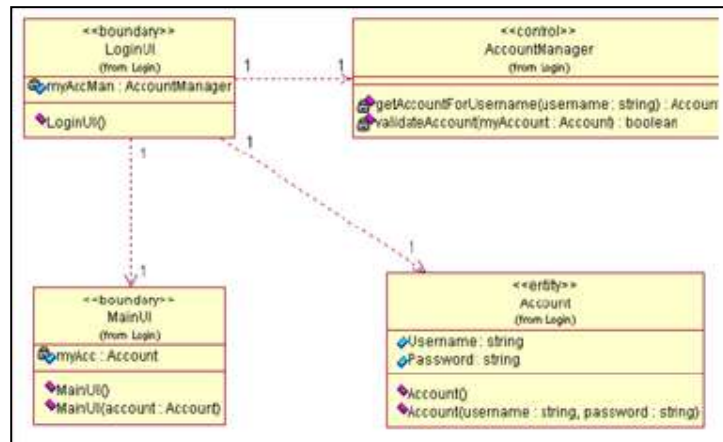 <<boundary>>
LoginUI
(from Login)
myAccMan : AccountManager
LoginUI()
1
1
<<control>>
AccountManager
(from Login)
getAccountForUsername(username : string) : Accoun
validateAccount(myAccount : Account) : boolean
1
1
1
1
<<boundary>>
MainUI
(from Login)
myAcc : Account
MainUI()
MainUI(account : Account)
<<entity>>
Account
(from Login)
Username : string
Password : string
Account()
Account(username : string, password : string)